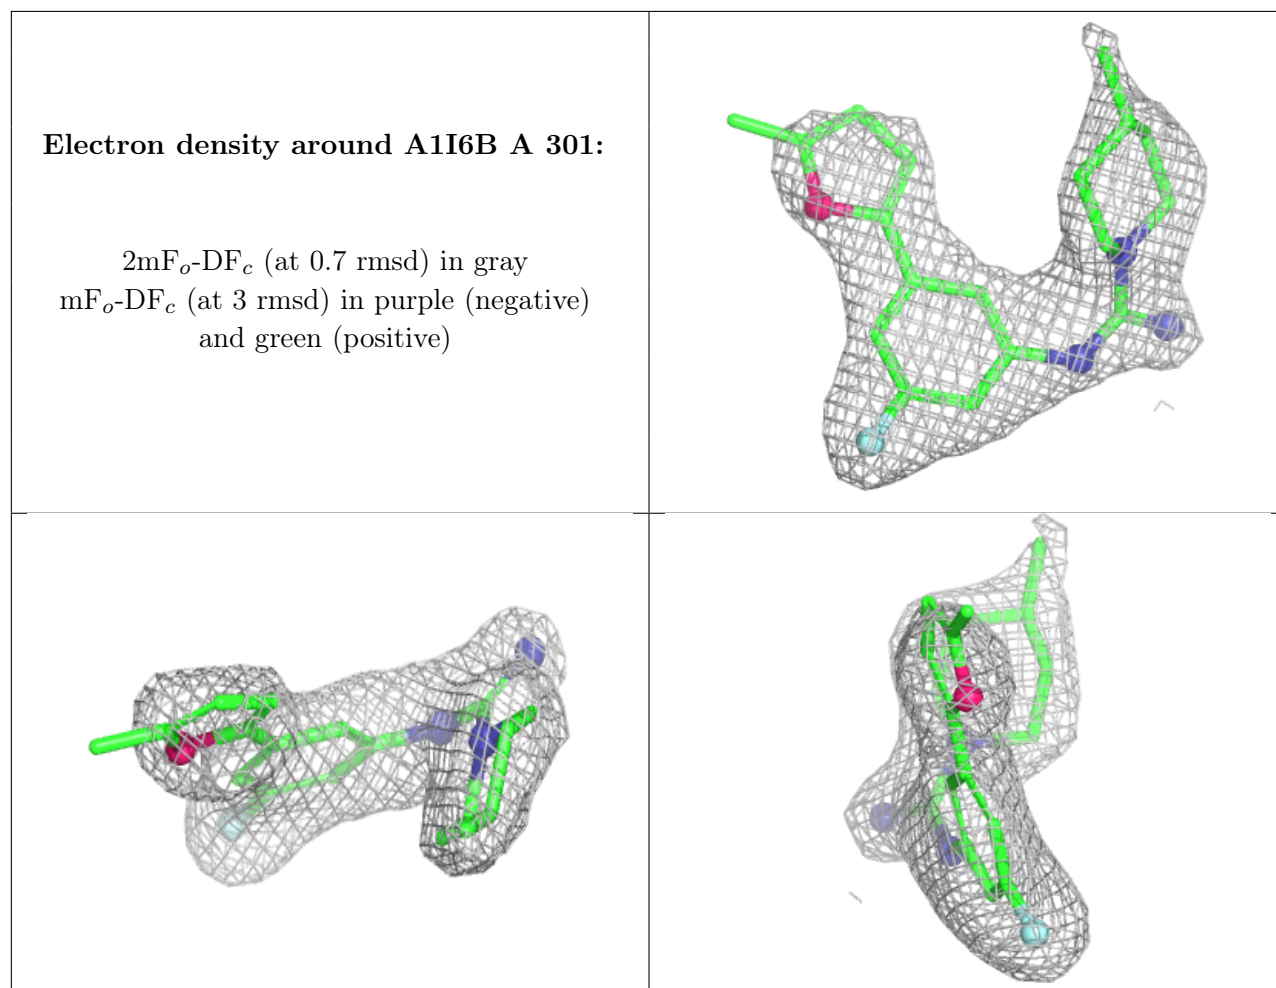 Electron density around A1I6B A 301:
2mFo-DFc (at 0.7 rmsd) in gray
mFo-DFc (at 3 rmsd) in purple (negative)
and green (positive)